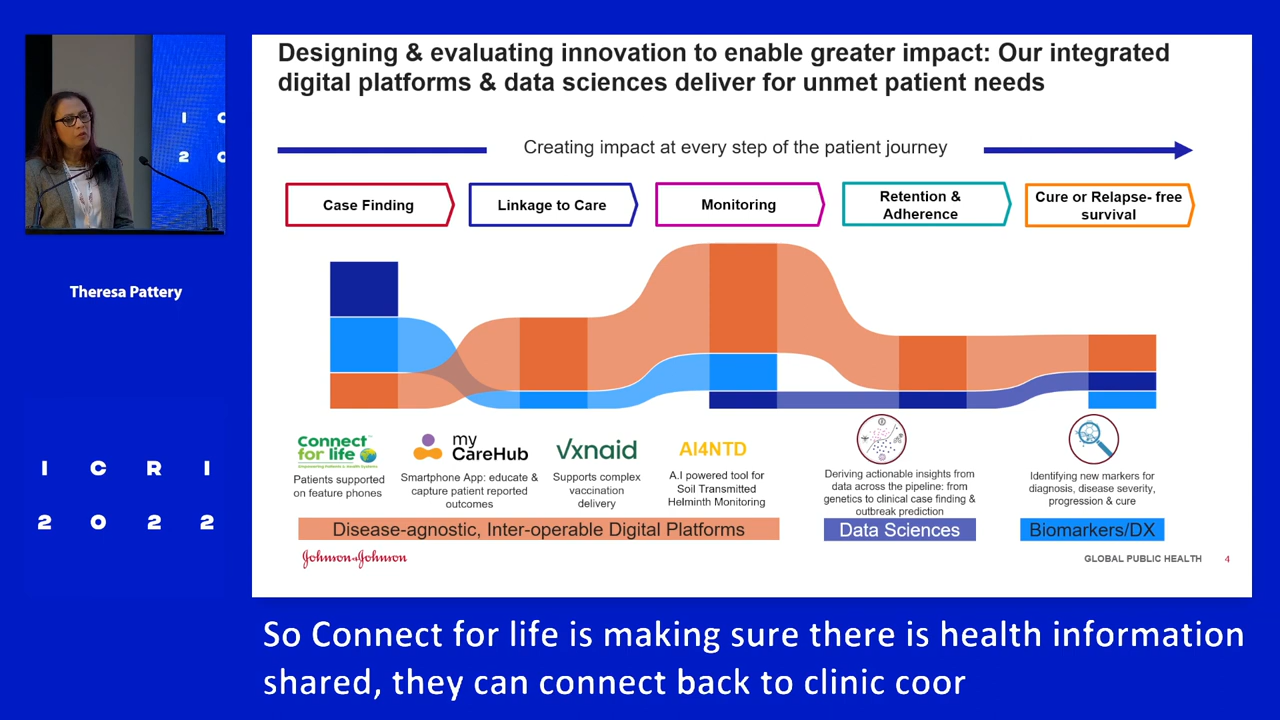 Designing & evaluating innovation to enable greater impact: Our integrated
digital platforms & data sciences deliver for unmet patient needs
Creating impact at every step of the patient journey
Case Finding
Linkage to Care
Monitoring
Retention &
Adherence
Cure or Relapse- free
survival
I C
2 0
Theresa Pattery
Connect
for life™
my
CareHub
Vxnaid
AI4NTD
Patients supported
on feature phones
Smartphone App: educate &
capture patient reported
outcomes
Supports complex
vaccination
delivery
A.I powered tool for
Soil Transmitted
Helminth Monitoring
Deriving actionable insights from
data across the pipeline: from
genetics to clinical case finding &
outbreak prediction
Identifying new markers for
diagnosis, disease severity,
progression & cure
Disease-agnostic, Inter-operable Digital Platforms
Data Sciences
Biomarkers/DX
Johnson & Johnson
GLOBAL PUBLIC HEALTH 4
I C R I
2 0 2 2
So Connect for life is making sure there is health information
shared, they can connect back to clinic coor